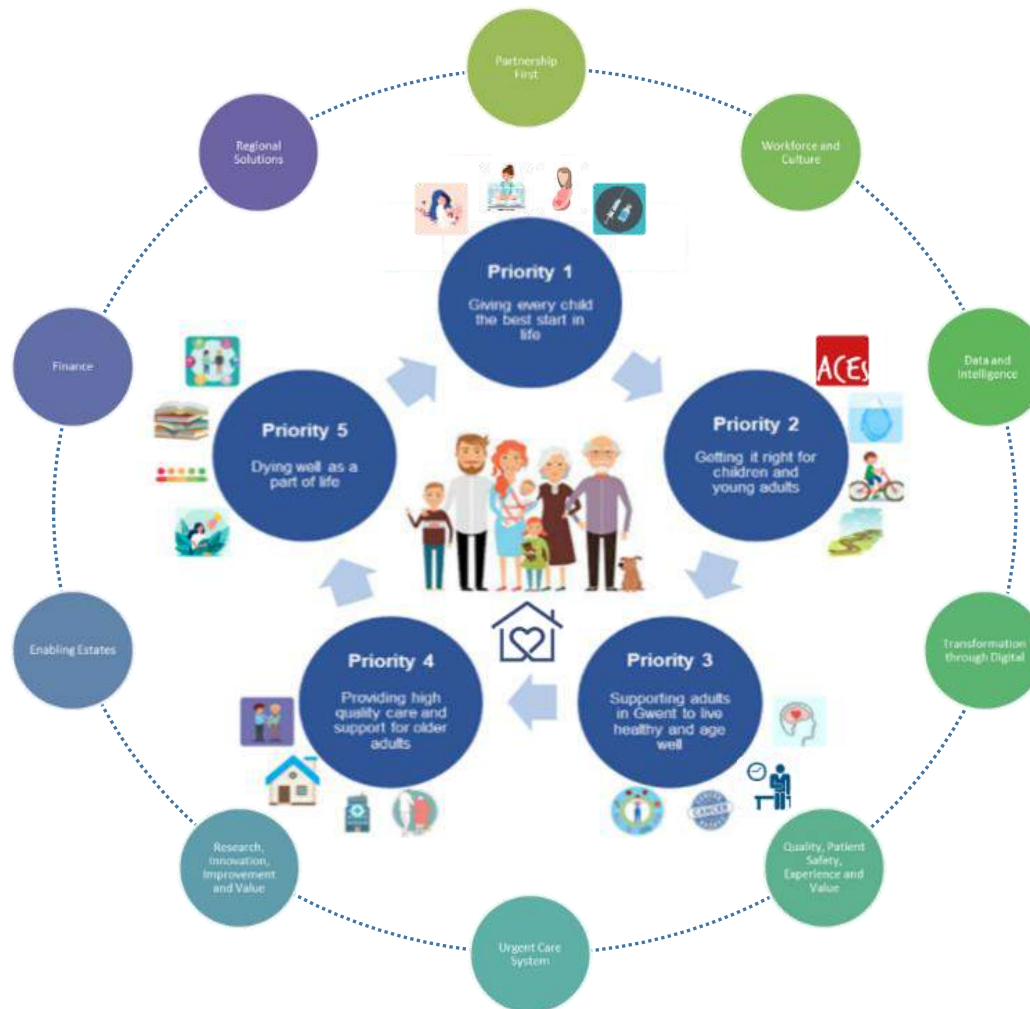 Partnership
First
Workforce and
Culture
Data and
Intelligence
Transformation
through Digital
Quality, Patient
Safety,
Experience and
Value
Urgent Care
System
Research,
Innovation,
Improvement
and Value
Enabling Estates
Finance
Regional
Solutions
Priority 1
Giving every child
the best start in
life
ACEs
Priority 2
Getting it right for
children and
young adults
Priority 3
Supporting adults
in Gwent to live
healthy and age
well
CANCER
Priority 4
Providing high
quality care and
support for older
adults
Priority 5
Dying well as a
part of life